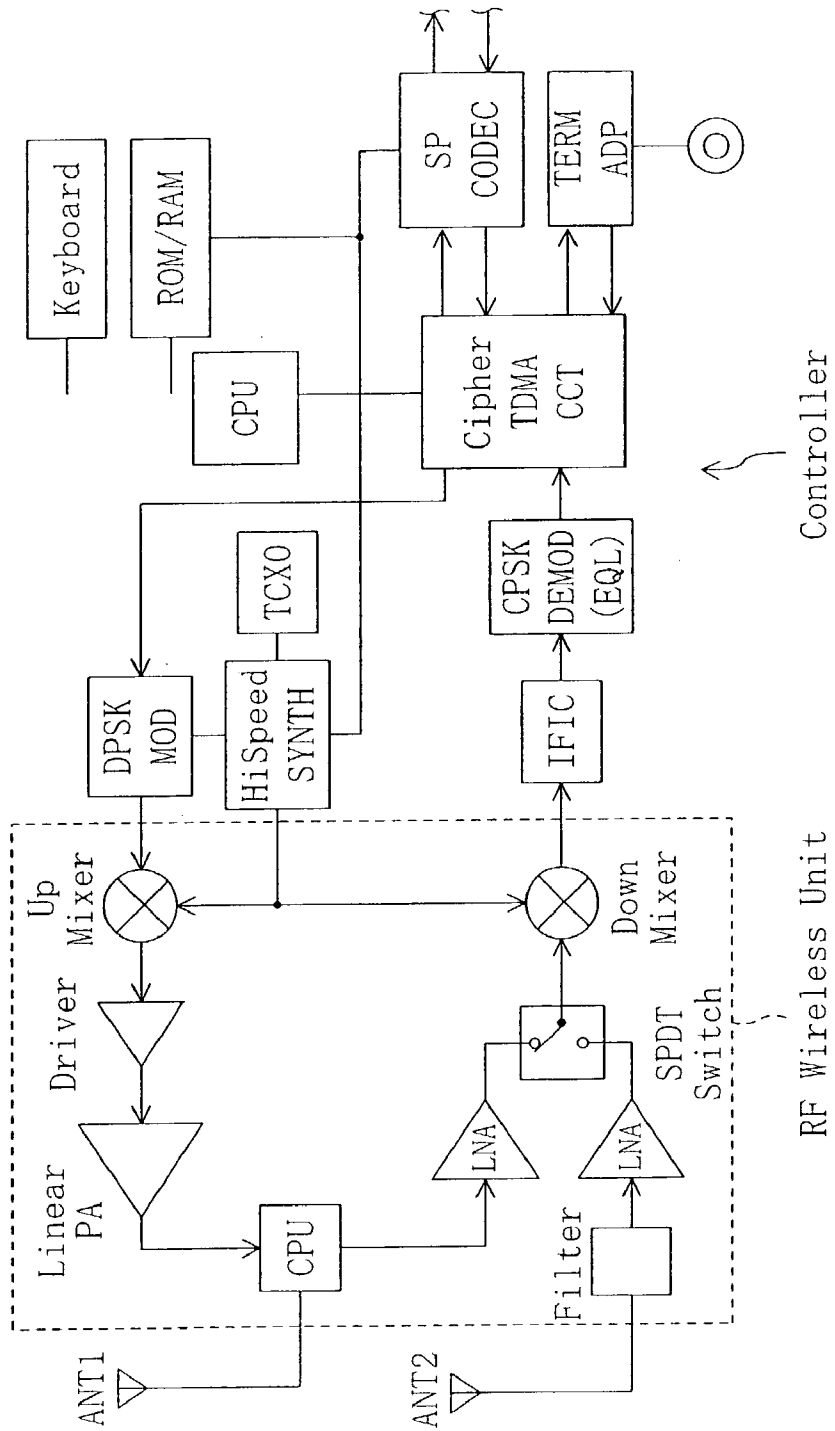 ANT1
ANT2
Linear
PA
Driver
Up
Mixer
CPU
Filter
LNA
LNA
SPDT
Switch
Down
Mixer
RF Wireless Unit
DPSK
MOD
HiSpeed
SYNTH
TCXO
IFIC
CPSK
DEMOD
(EQL)
CPU
Cipher
TDMA
CCT
Keyboard
ROM/RAM
SP
CODEC
TERM
ADP
Controller